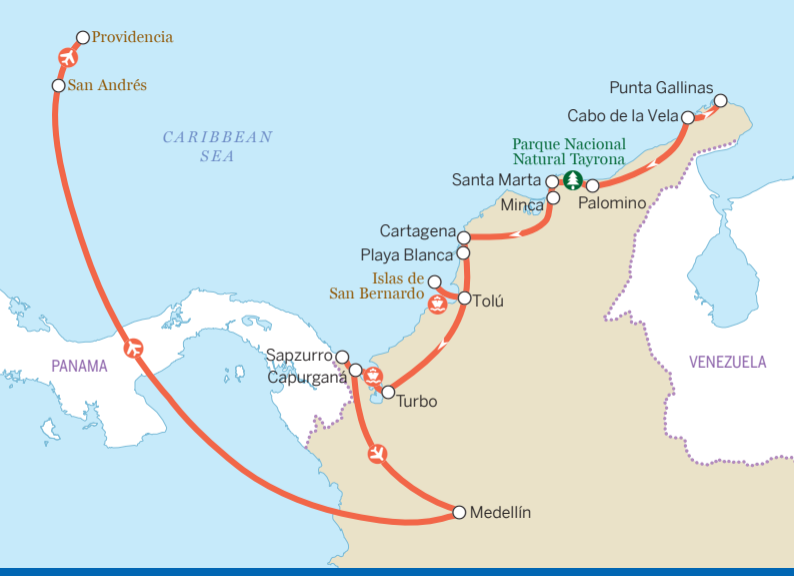 Providencia
San Andrés
CARIBBEAN
SEA
Punta Gallinas
Cabo de la Vela
Parque Nacional
Natural Tayrona
Santa Marta
Minca
Palomino
Cartagena
Playa Blanca
Islas de
San Bernardo
Tolú
Sapzurro
Capurganá
PANAMA
VENEZUELA
Turbo
Medellín